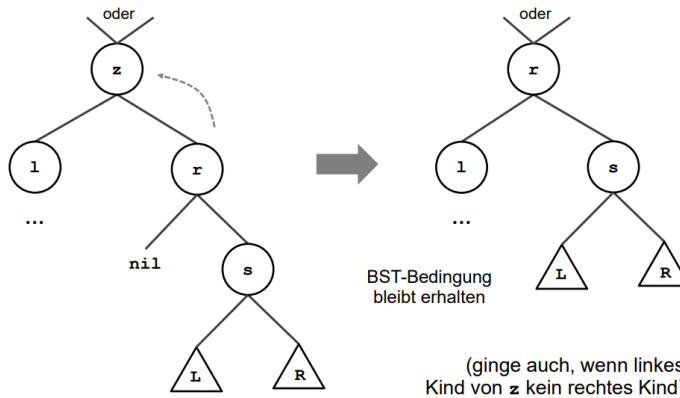 oder
z
l
r
...
nil
s
L
R
oder
r
l
s
...
L
R
BST-Bedingung
bleibt erhalten
(ginge auch, wenn linkes
Kind von z kein rechtes Kind